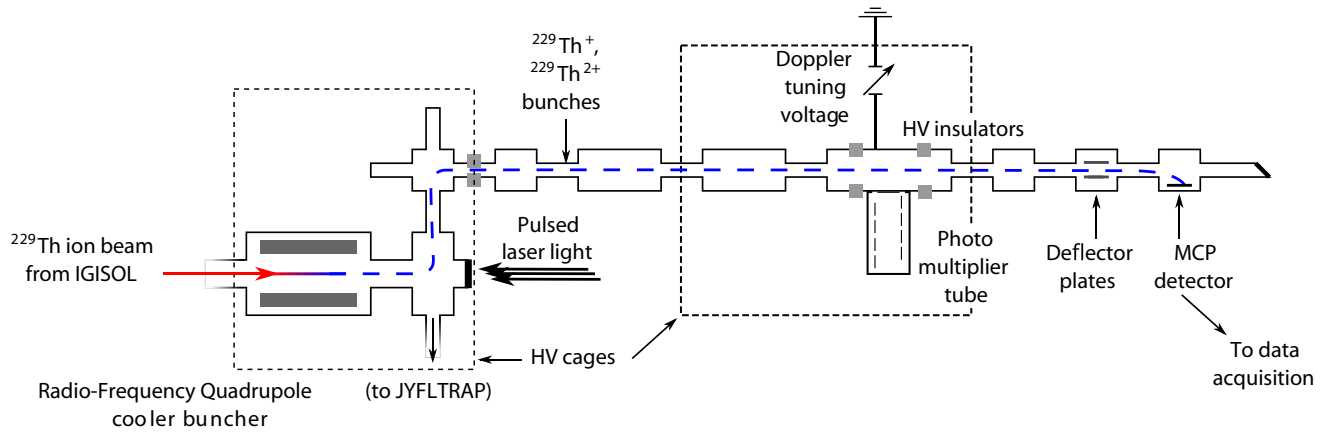 ²²⁹Th⁺,
²²⁹Th²⁺
bunches
Doppler
tuning
voltage
HV insulators
²²⁹Th ion beam
from IGISOL
Pulsed
laser light
Photo
multiplier
tube
Deflector
plates
MCP
detector
HV cages
To data
acquisition
Radio-Frequency Quadrupole
cooler buncher
(to JYFLTRAP)